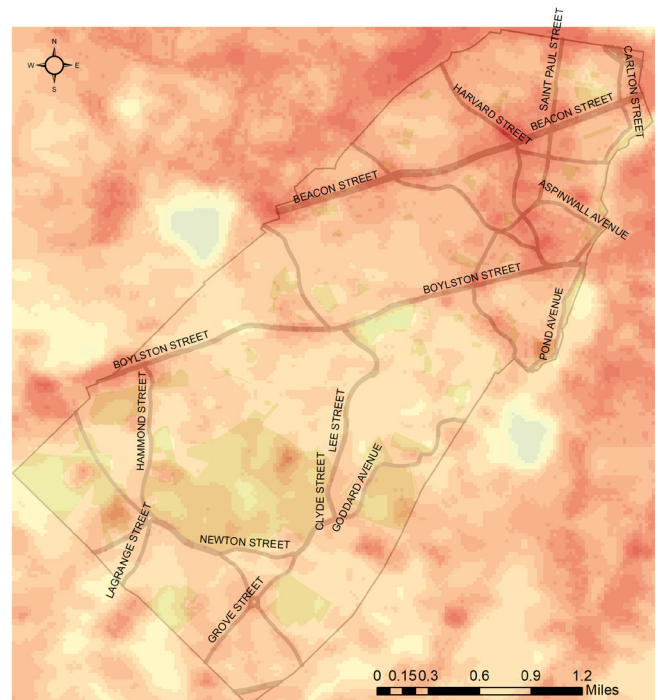 N
W E
S
SAINT PAUL STREET
CARLTON STREET
HARVARD STREET
BEACON STREET
BEACON STREET
ASPINWALL AVENUE
BOYLSTON STREET
POND AVENUE
BOYLSTON STREET
HAMMOND STREET
LEE STREET
CLYDE STREET
GODDARD AVENUE
NEWTON STREET
LAGRANGE STREET
GROVE STREET
0 0.150.3 0.6 0.9 1.2
Miles